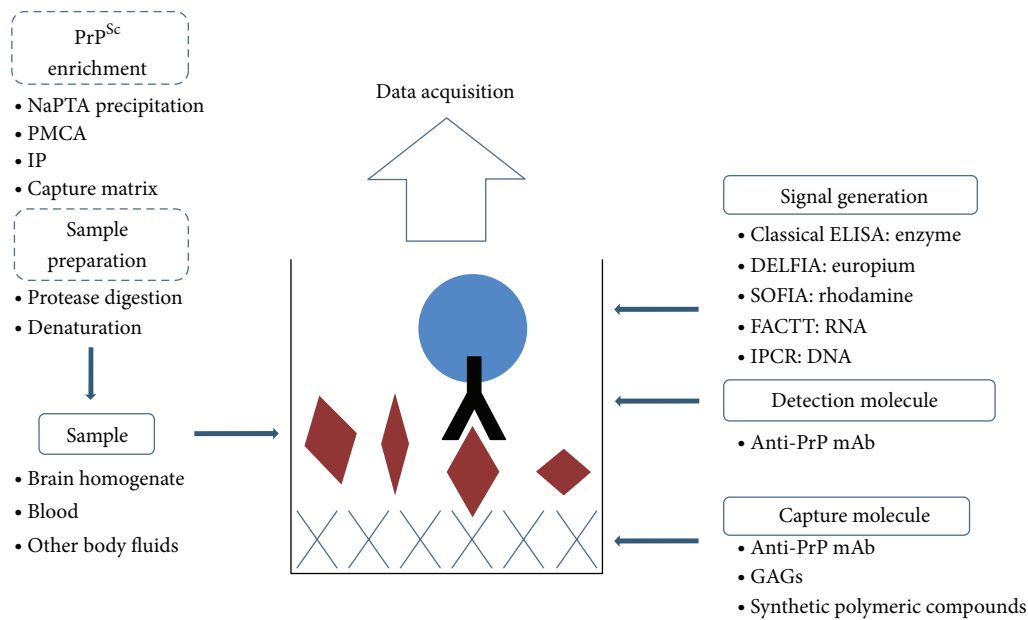 PrP^Sc
enrichment
• NaPTA precipitation
• PMCA
• IP
• Capture matrix
Sample
preparation
• Protease digestion
• Denaturation
Sample
• Brain homogenate
• Blood
• Other body fluids
Data acquisition
Signal generation
• Classical ELISA: enzyme
• DELFIA: europium
• SOFIA: rhodamine
• FACTT: RNA
• IPCR: DNA
Detection molecule
• Anti-PrP mAb
Capture molecule
• Anti-PrP mAb
• GAGs
• Synthetic polymeric compounds